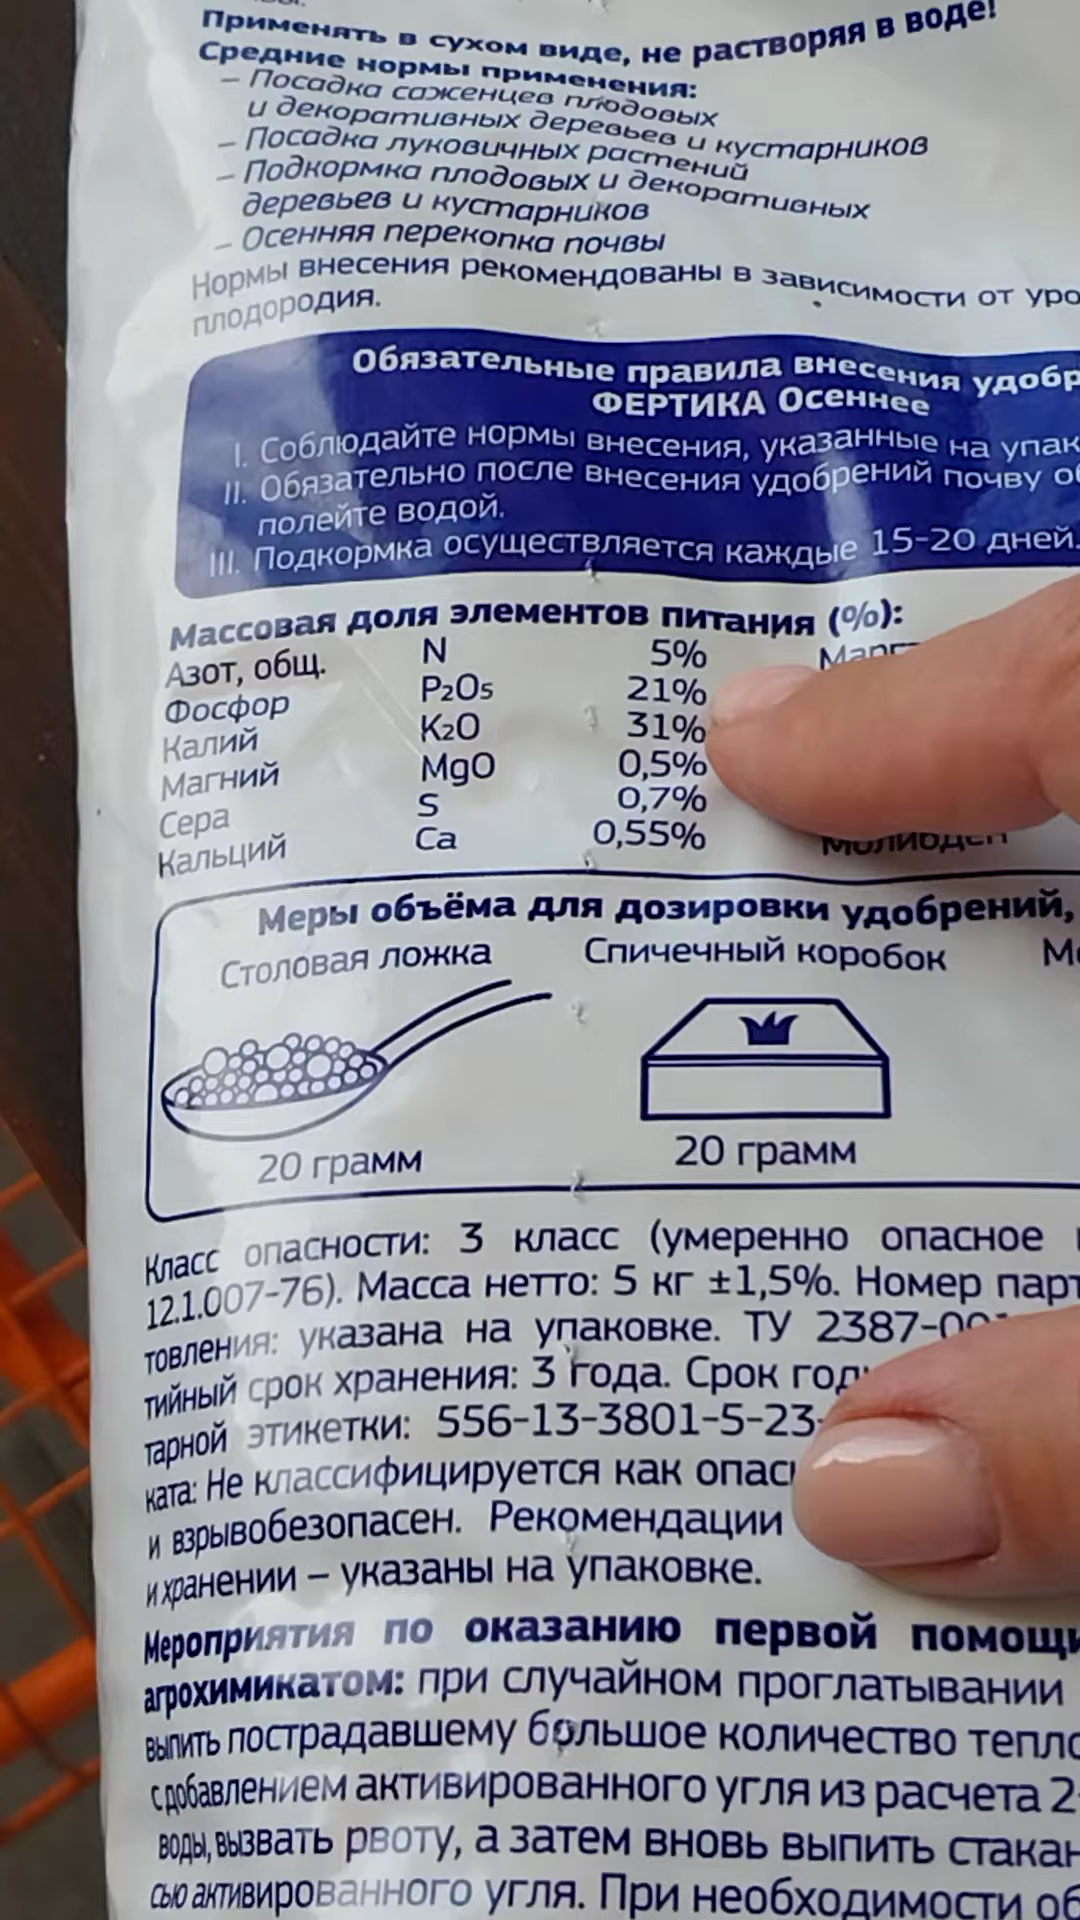 Применять в сухом виде, не растворяя в воде!
Средние нормы применения:
– Посадка саженцев плодовых
и декоративных деревьев и кустарников
– Посадка луковичных растений
– Подкормка плодовых и декоративных
деревьев и кустарников
– Осенняя перекопка почвы
Нормы внесения рекомендованы в зависимости от уро
плодородия.
Обязательные правила внесения удобр
ФЕРТИКА Осеннее
I. Соблюдайте нормы внесения, указанные на упак
II. Обязательно после внесения удобрений почву об
полейте водой.
III. Подкормка осуществляется каждые 15-20 дней.
Массовая доля элементов питания (%):
Азот, общ. N 5%
Фосфор P2O5 21%
Калий K2O 31%
Магний MgO 0,5%
Сера S 0,7%
Кальций Ca 0,55% Молибден
Меры объёма для дозировки удобрений,
Столовая ложка Спичечный коробок
20 грамм 20 грамм
Класс опасности: 3 класс (умеренно опасное
12.1.007-76). Масса нетто: 5 кг ±1,5%. Номер парт
товления: указана на упаковке. ТУ 2387-00
тийный срок хранения: 3 года. Срок год
тарной этикетки: 556-13-3801-5-23-
ката: Не классифицируется как опас
и взрывобезопасен. Рекомендации
и хранении – указаны на упаковке.
Мероприятия по оказанию первой помощи
агрохимикатом: при случайном проглатывании
выпить пострадавшему большое количество тепло
с добавлением активированного угля из расчета 2-
воды, вызвать рвоту, а затем вновь выпить стакан
сью активированного угля. При необходимости об